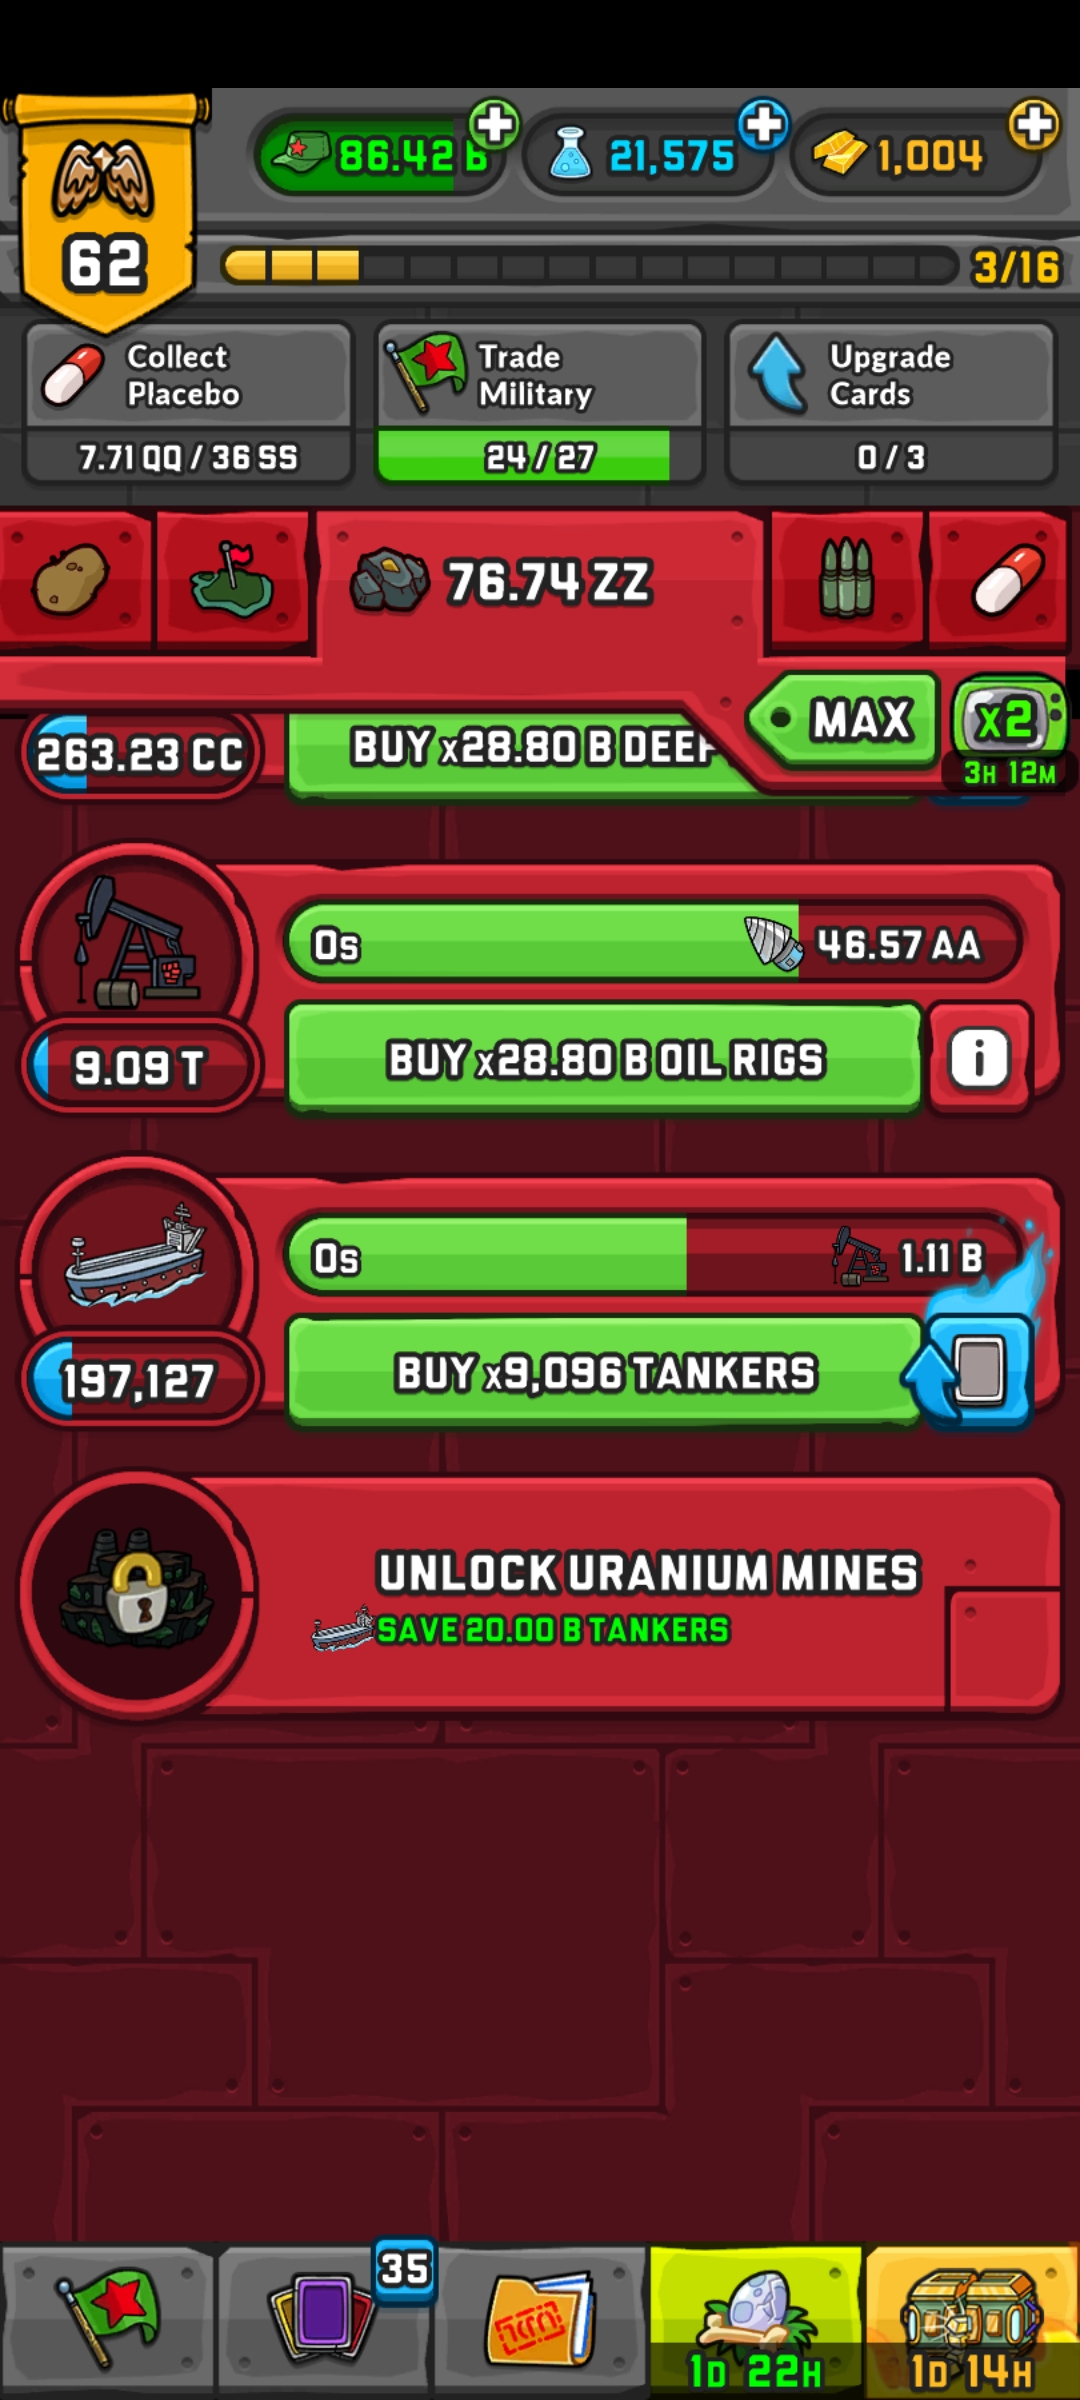 86.42 B
21,575
1,004
62
3/16
Collect
Placebo
7.71 QQ / 36 SS
Trade
Military
24 / 27
Upgrade
Cards
0 / 3
76.74 ZZ
MAX
x2
3H 12M
263.23 CC
BUY x28.80 B DEEP
0s
46.57 AA
9.09 T
BUY x28.80 B OIL RIGS
i
0s
1.11 B
197,127
BUY x9,096 TANKERS
UNLOCK URANIUM MINES
SAVE 20.00 B TANKERS
35
1D 22H
1D 14H